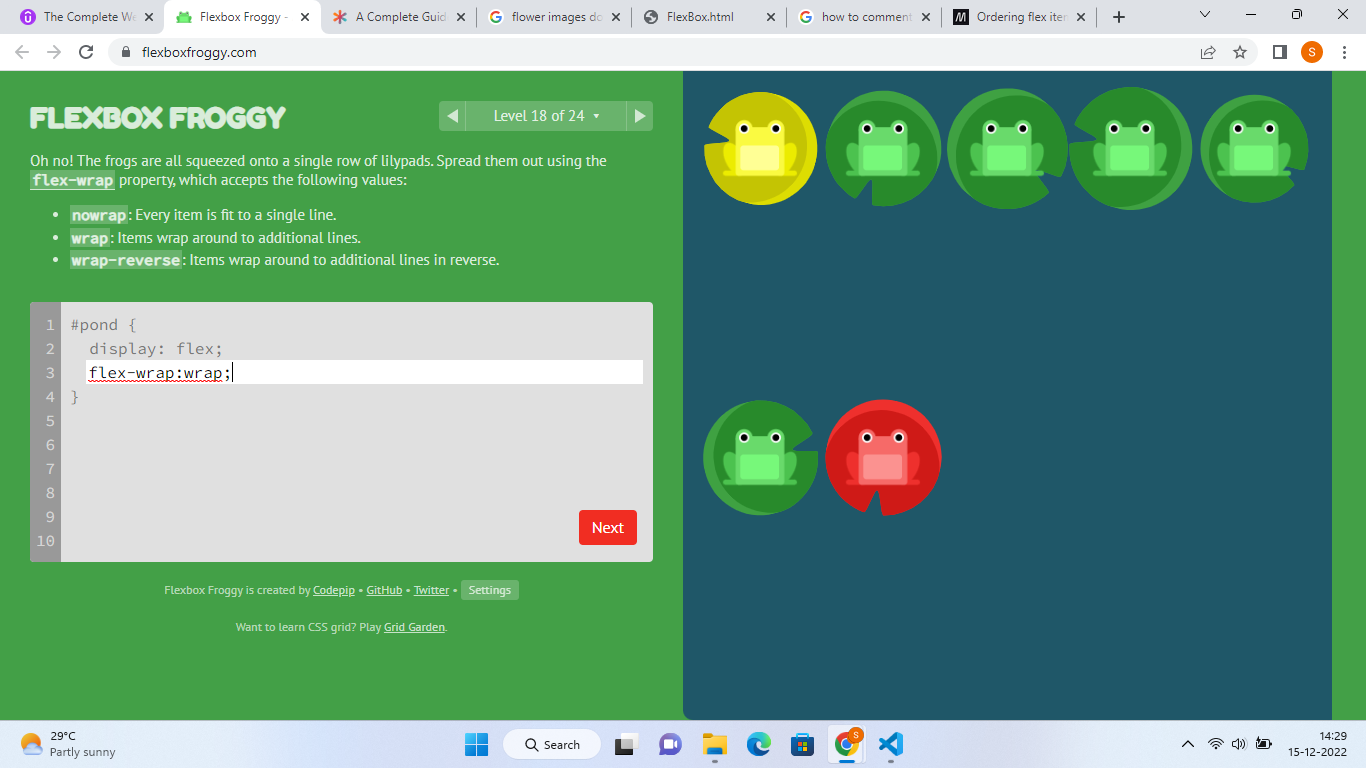 The Complete We
Flexbox Froggy -
A Complete Guid
flower images do
FlexBox.html
how to comment
Ordering flex iter
flexboxfroggy.com
S
FLEXBOX FROGGY
Level 18 of 24
Oh no! The frogs are all squeezed onto a single row of lilypads. Spread them out using the
flex-wrap property, which accepts the following values:
• nowrap: Every item is fit to a single line.
• wrap: Items wrap around to additional lines.
• wrap-reverse: Items wrap around to additional lines in reverse.
1 #pond {
2 display: flex;
3 flex-wrap:wrap;
4 }
5
6
7
8
9
10
Next
Flexbox Froggy is created by Codepip • GitHub • Twitter • Settings
Want to learn CSS grid? Play Grid Garden.
29°C
Partly sunny
Search
S
14:29
15-12-2022